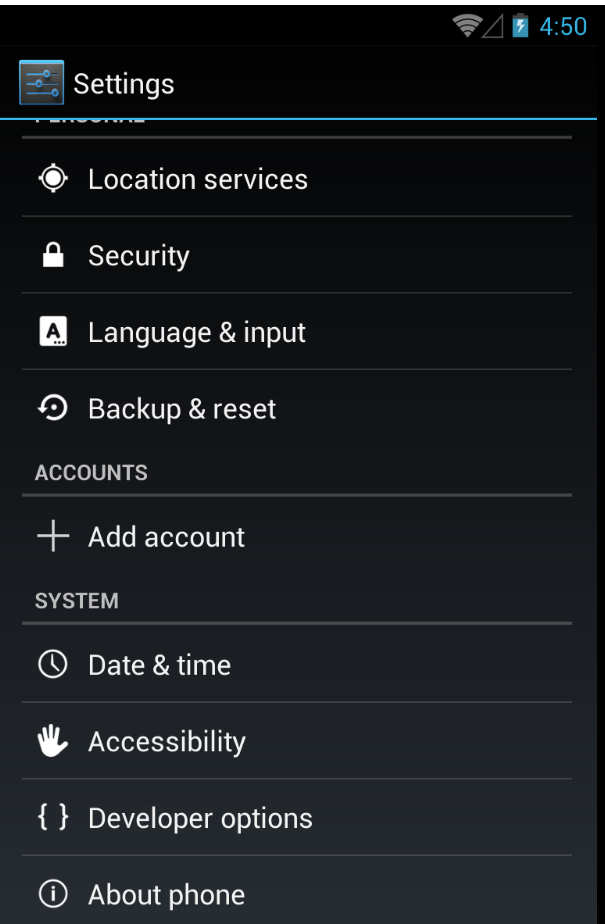 4:50
Settings
PERSONAL
Location services
Security
Language & input
Backup & reset
ACCOUNTS
Add account
SYSTEM
Date & time
Accessibility
{ } Developer options
About phone